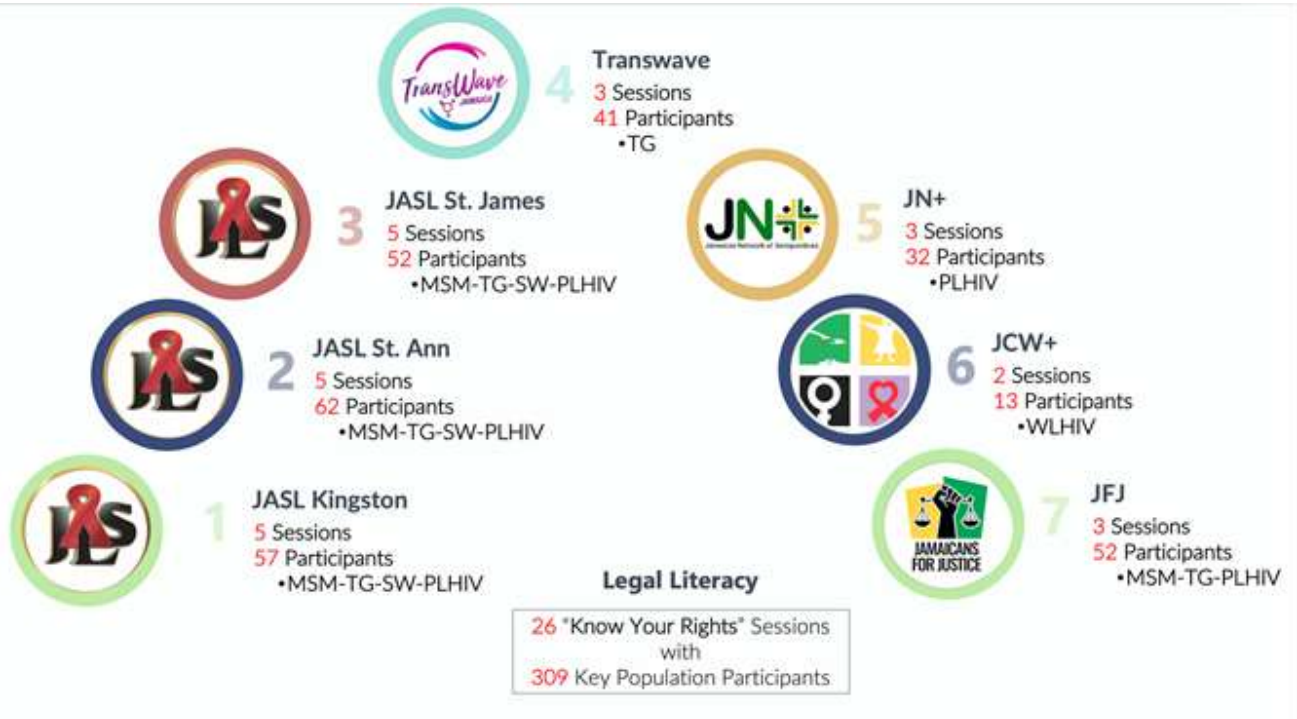 TransWave
JAMAICA
4
Transwave
3 Sessions
41 Participants
•TG
JLS
3
JASL St. James
5 Sessions
52 Participants
•MSM-TG-SW-PLHIV
JN+
5
JN+
3 Sessions
32 Participants
•PLHIV
JLS
2
JASL St. Ann
5 Sessions
62 Participants
•MSM-TG-SW-PLHIV
6
JCW+
2 Sessions
13 Participants
•WLHIV
JLS
1
JASL Kingston
5 Sessions
57 Participants
•MSM-TG-SW-PLHIV
JAMAICANS
FOR JUSTICE
7
JFJ
3 Sessions
52 Participants
•MSM-TG-PLHIV
Legal Literacy
26 "Know Your Rights" Sessions
with
309 Key Population Participants